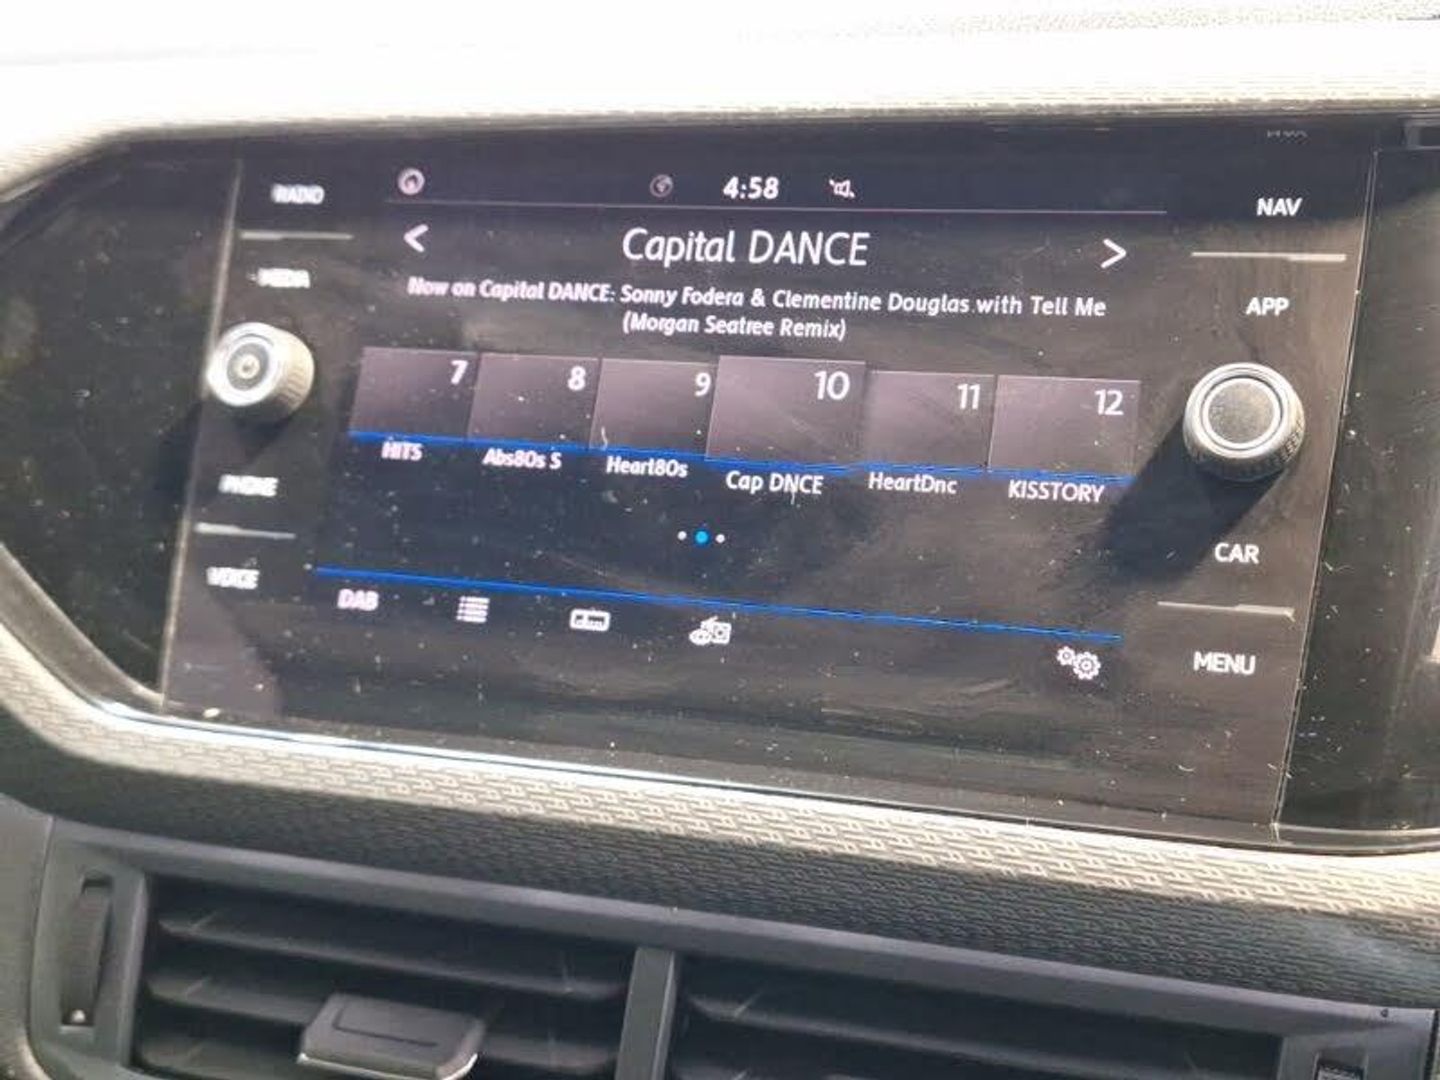 RADIO
4:58
NAV
Capital DANCE
MEDIA
Now on Capital DANCE: Sonny Fodera & Clementine Douglas with Tell Me
(Morgan Seatree Remix)
APP
7
8
9
10
11
12
HITS
Abs80s S
Heart80s
Cap DNCE
HeartDnc
KISSTORY
PHONE
CAR
VOICE
DAB
MENU